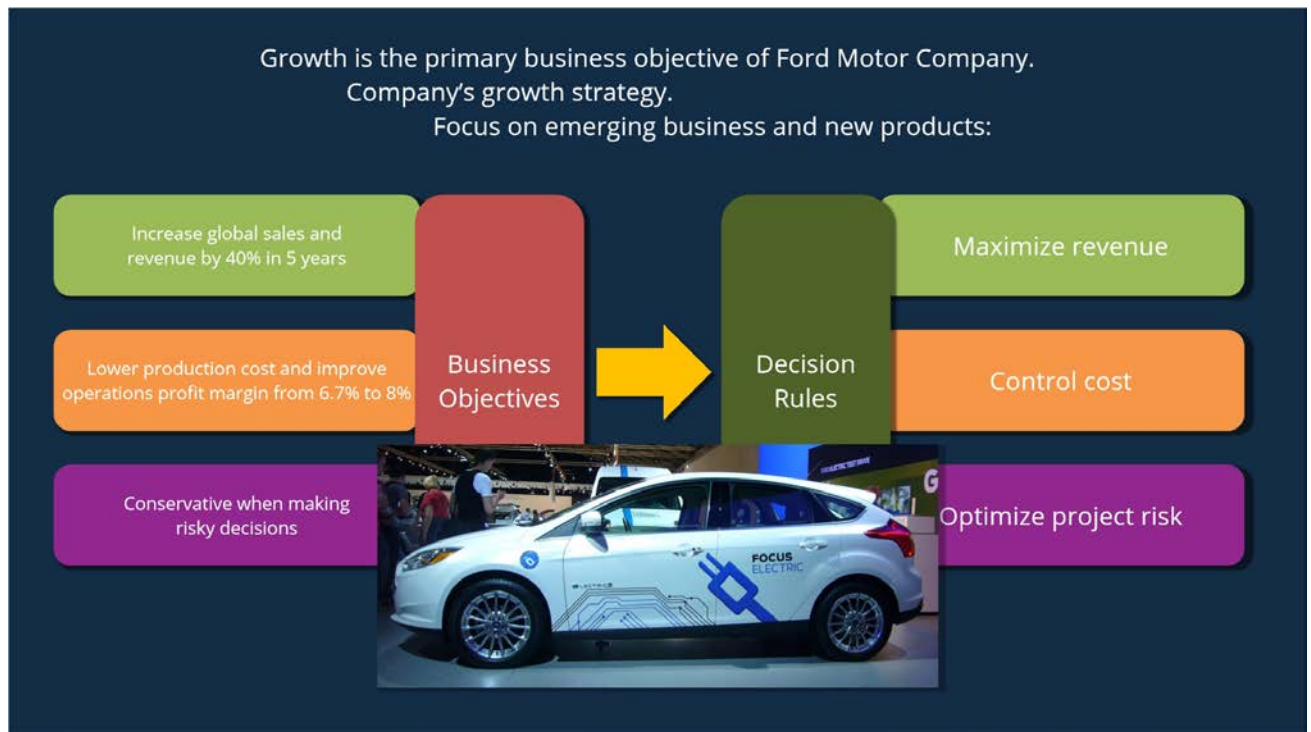 Growth is the primary business objective of Ford Motor Company.
Company's growth strategy.
Focus on emerging business and new products:
Increase global sales and
revenue by 40% in 5 years
Lower production cost and improve
operations profit margin from 6.7% to 8%
Conservative when making
risky decisions
Business
Objectives
Decision
Rules
Maximize revenue
Control cost
Optimize project risk
FOCUS
ELECTRIC